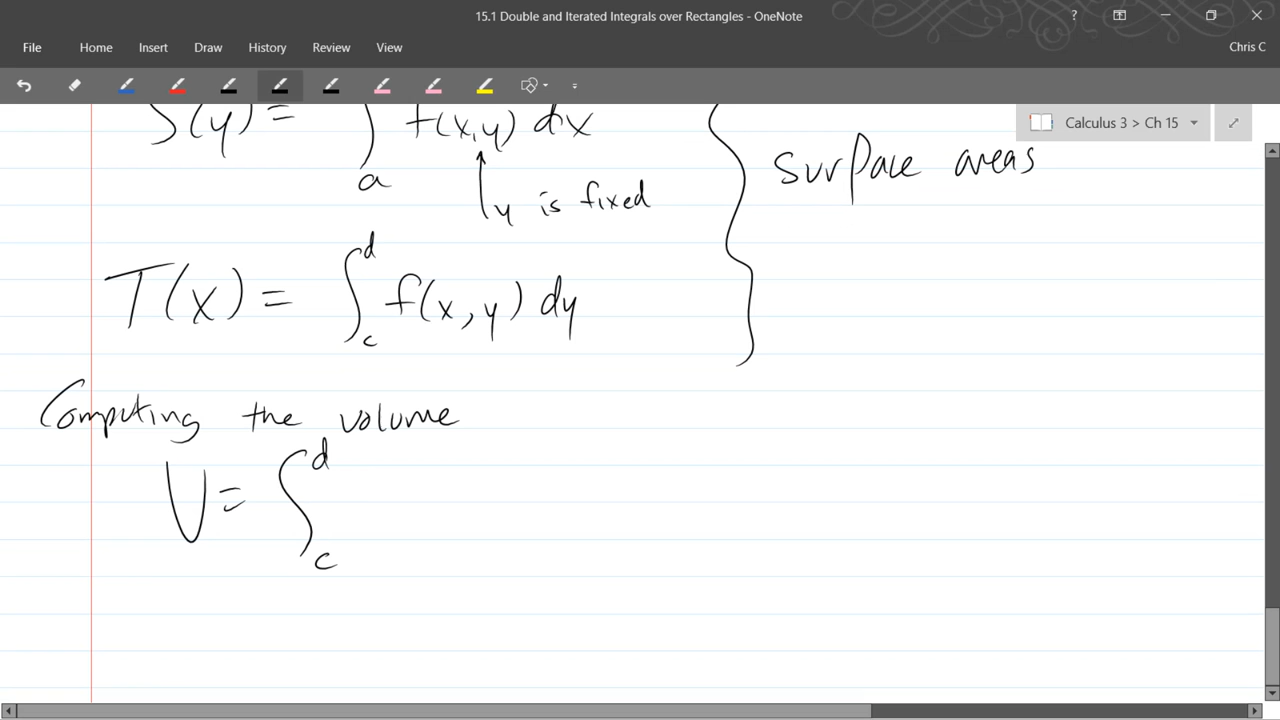 15.1 Double and Iterated Integrals over Rectangles - OneNote
File Home Insert Draw History Review View
Chris C
Calculus 3 > Ch 15
S(y) = ∫_a f(x,y) dx
y is fixed
surface areas
T(x) = ∫_c^d f(x,y) dy
Computing the volume
V = ∫_c^d